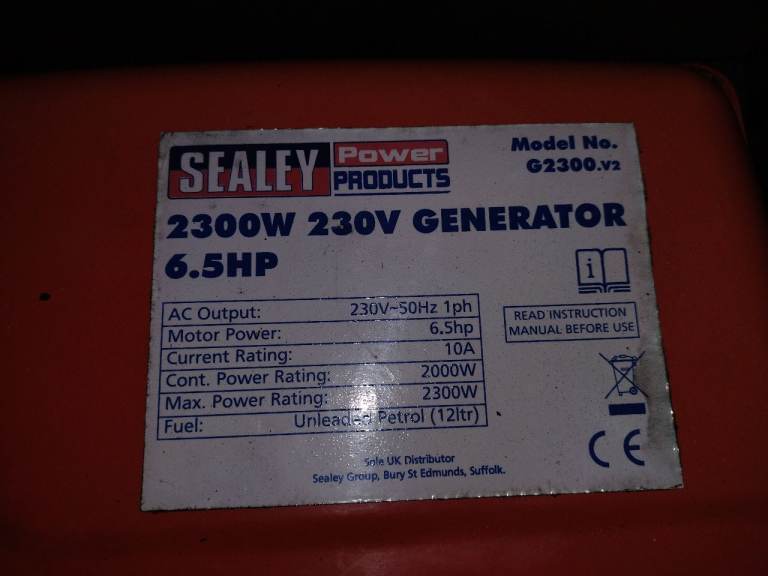 SEALEY Power PRODUCTS
Model No.
G2300.V2
2300W 230V GENERATOR
6.5HP
i
AC Output: 230V~50Hz 1ph
Motor Power: 6.5hp
Current Rating: 10A
Cont. Power Rating: 2000W
Max. Power Rating: 2300W
Fuel: Unleaded Petrol (12ltr)
READ INSTRUCTION
MANUAL BEFORE USE
CE
Sole UK Distributor
Sealey Group, Bury St Edmunds, Suffolk.